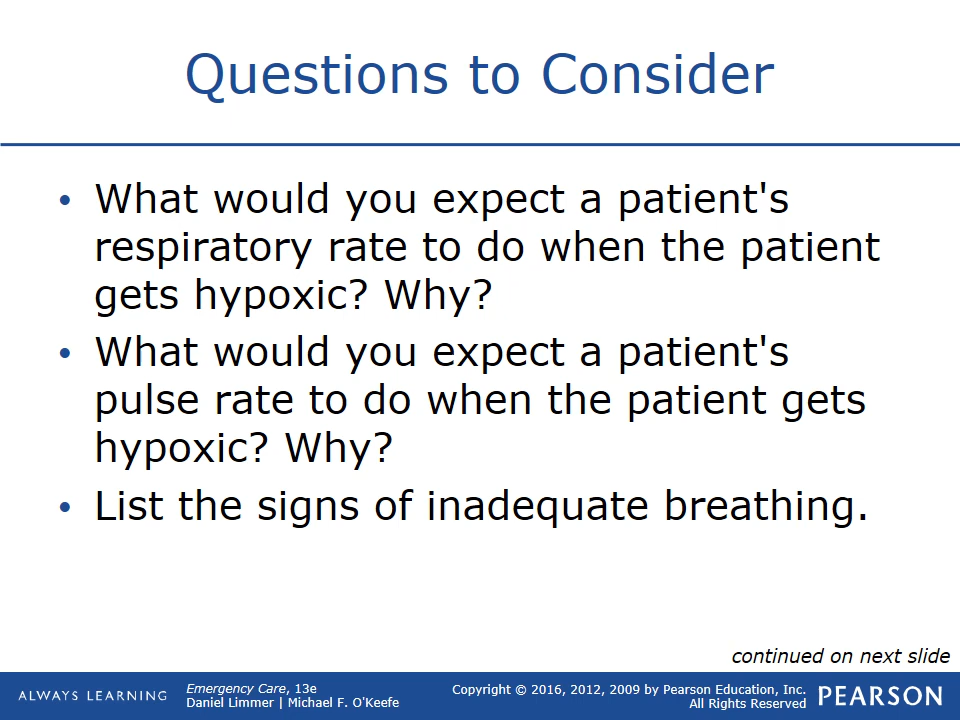 Questions to Consider
• What would you expect a patient's
respiratory rate to do when the patient
gets hypoxic? Why?
• What would you expect a patient's
pulse rate to do when the patient gets
hypoxic? Why?
• List the signs of inadequate breathing.
continued on next slide
ALWAYS LEARNING
Emergency Care, 13e
Daniel Limmer | Michael F. O'Keefe
Copyright © 2016, 2012, 2009 by Pearson Education, Inc.
All Rights Reserved
PEARSON